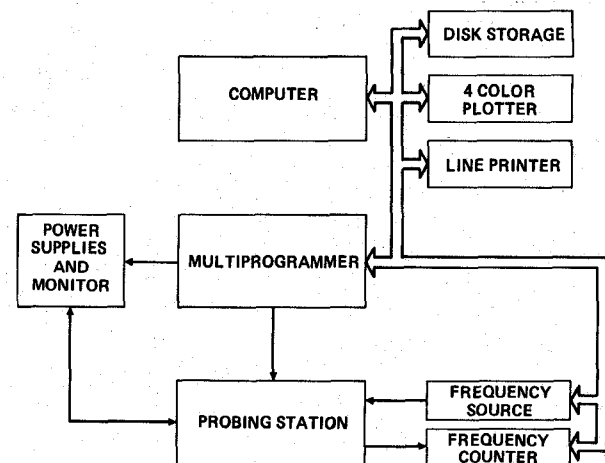 DISK STORAGE
COMPUTER
4 COLOR
PLOTTER
LINE PRINTER
POWER
SUPPLIES
AND
MONITOR
MULTIPROGRAMMER
PROBING STATION
FREQUENCY
SOURCE
FREQUENCY
COUNTER